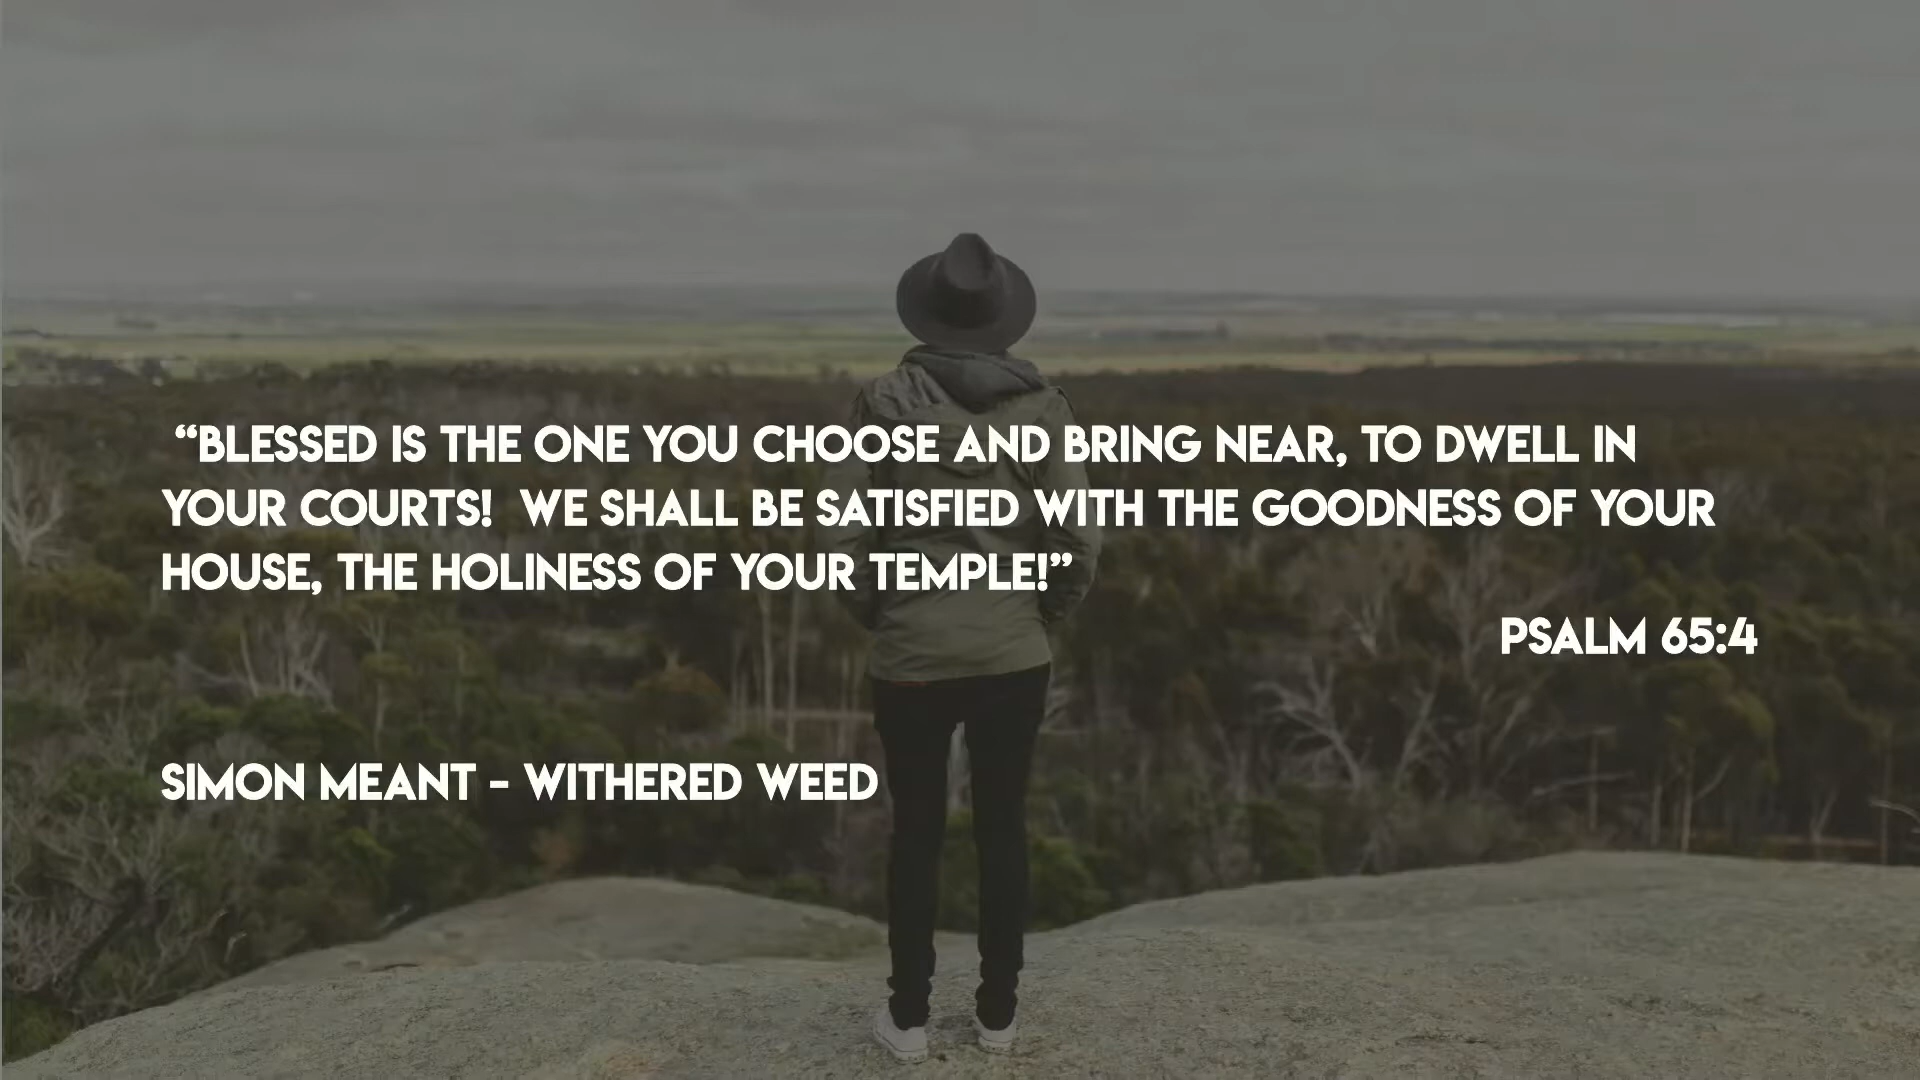 “BLESSED IS THE ONE YOU CHOOSE AND BRING NEAR, TO DWELL IN
YOUR COURTS! WE SHALL BE SATISFIED WITH THE GOODNESS OF YOUR
HOUSE, THE HOLINESS OF YOUR TEMPLE!”
PSALM 65:4
SIMON MEANT - WITHERED WEED